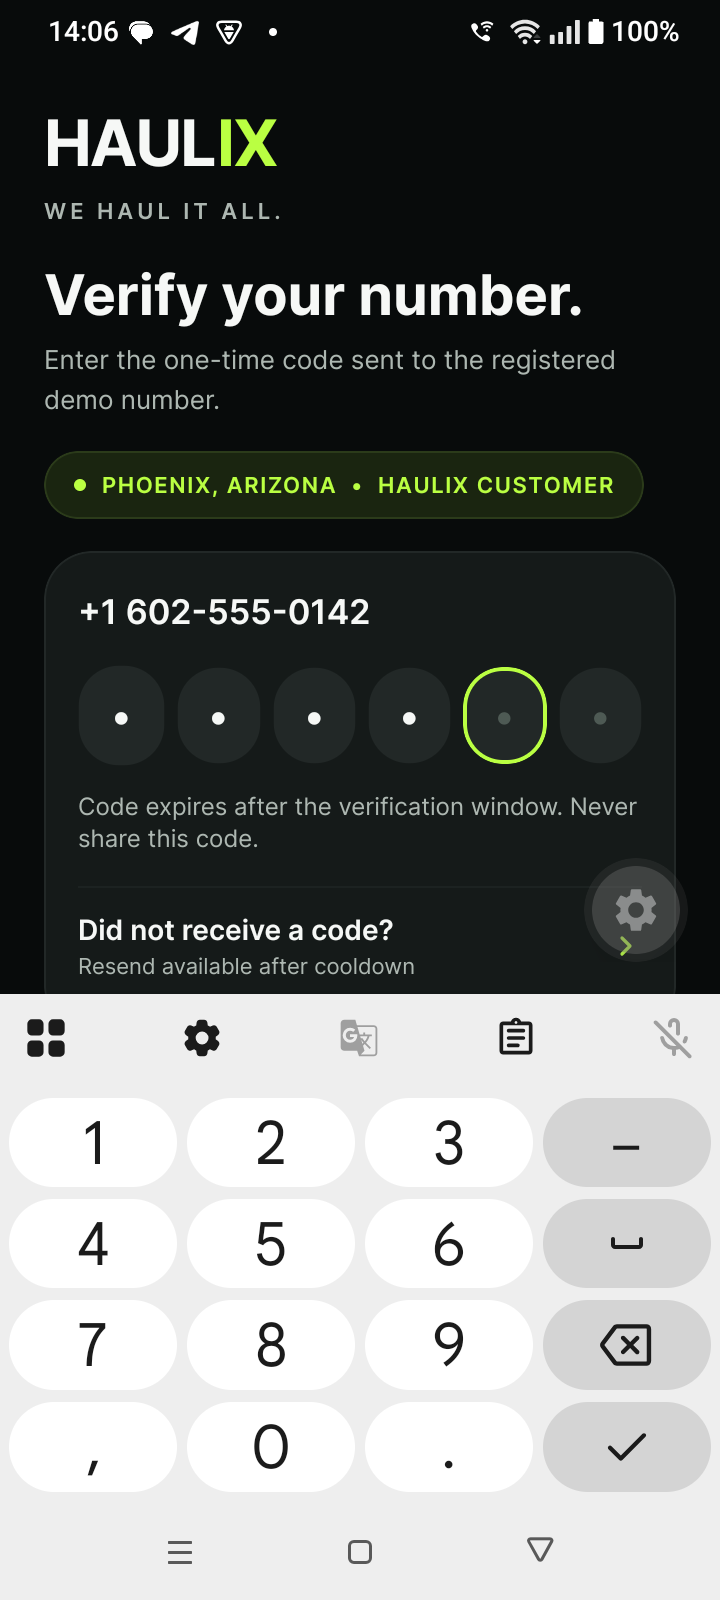 14:06 100%
HAULIX
WE HAUL IT ALL.
Verify your number.
Enter the one-time code sent to the registered
demo number.
PHOENIX, ARIZONA • HAULIX CUSTOMER
+1 602-555-0142
Code expires after the verification window. Never
share this code.
Did not receive a code?
Resend available after cooldown
1 2 3 –
4 5 6
7 8 9
, 0 .